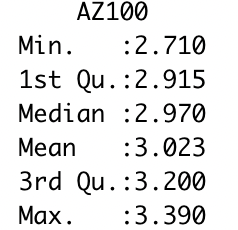 AZ100
Min.   :2.710
1st Qu.:2.915
Median :2.970
Mean   :3.023
3rd Qu.:3.200
Max.   :3.390